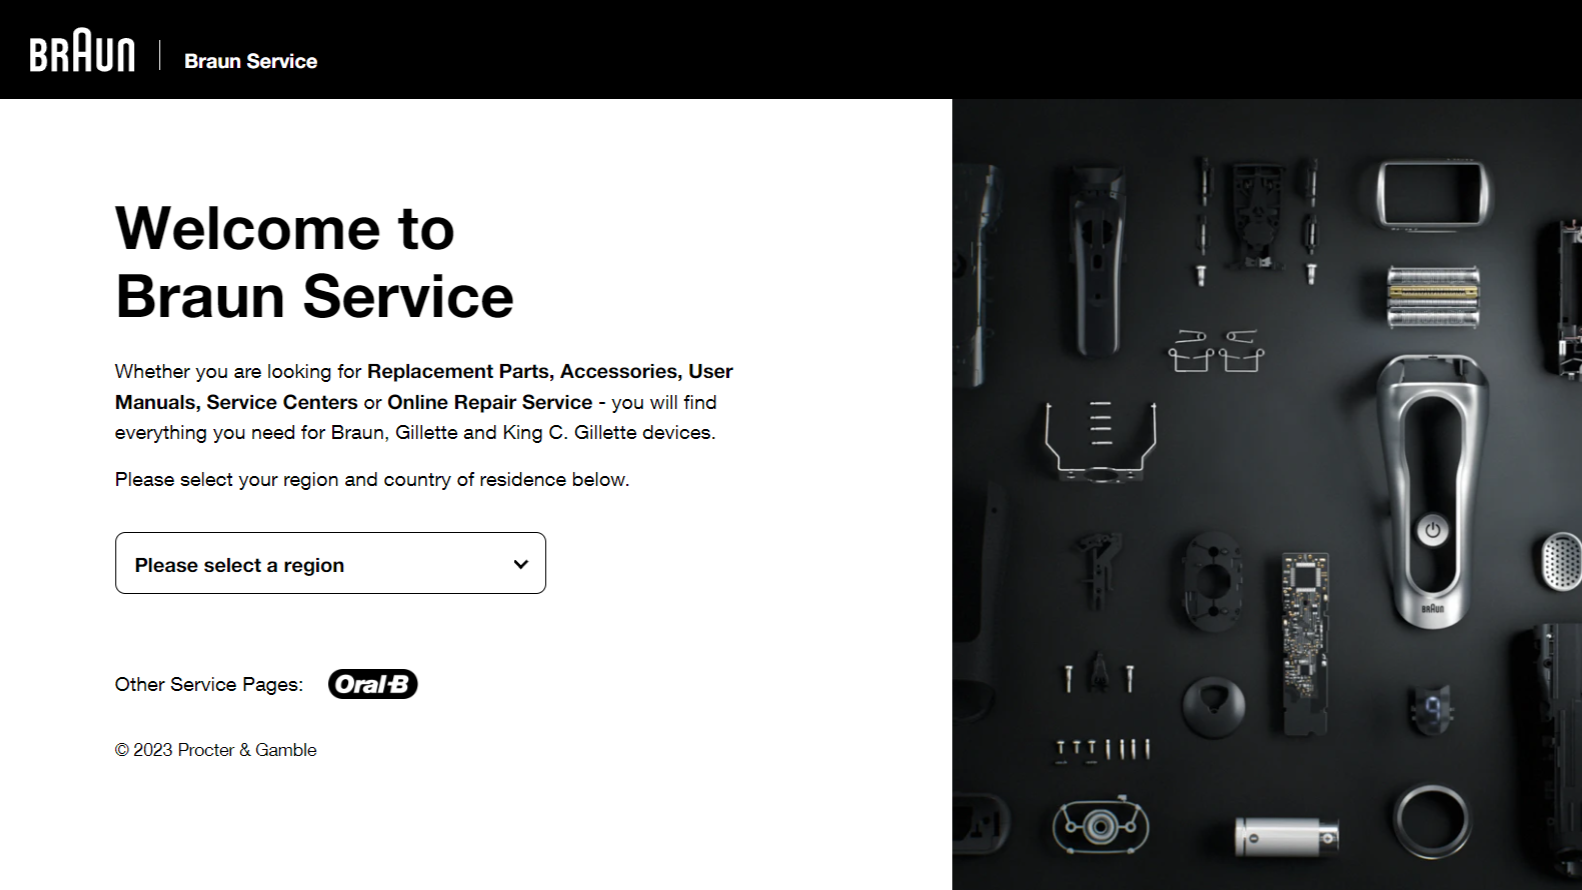 BRAUN
Braun Service
Welcome to
Braun Service
Whether you are looking for Replacement Parts, Accessories, User
Manuals, Service Centers or Online Repair Service - you will find
everything you need for Braun, Gillette and King C. Gillette devices.
Please select your region and country of residence below.
Please select a region
Other Service Pages:
Oral-B
© 2023 Procter & Gamble
BRAUN
9